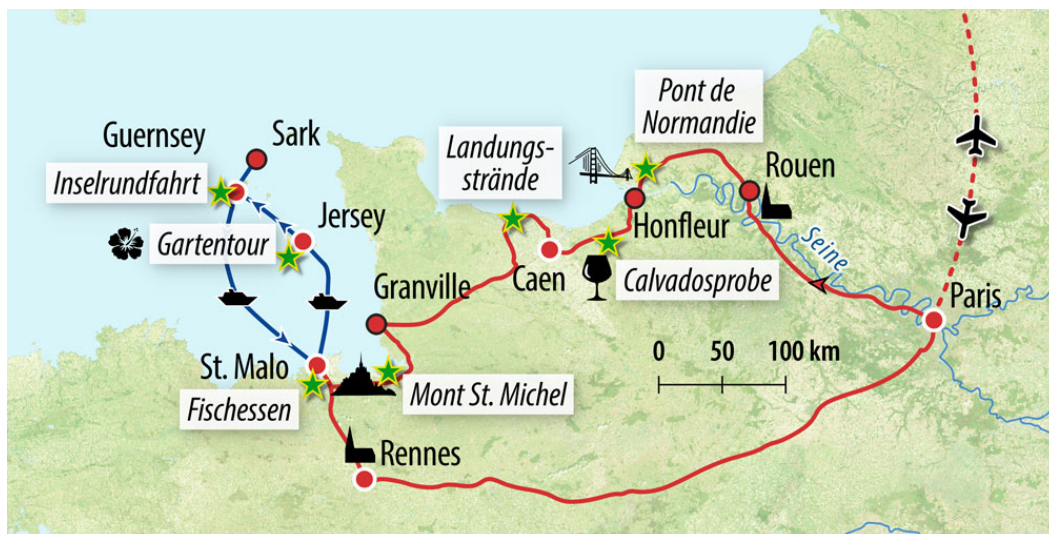 Pont de
Normandie
Guernsey
Sark
Landungs-
strände
Rouen
Inselrundfahrt
Jersey
Honfleur
Gartentour
Seine
Caen
Calvadosprobe
Granville
Paris
0 50 100 km
St. Malo
Mont St. Michel
Fischessen
Rennes